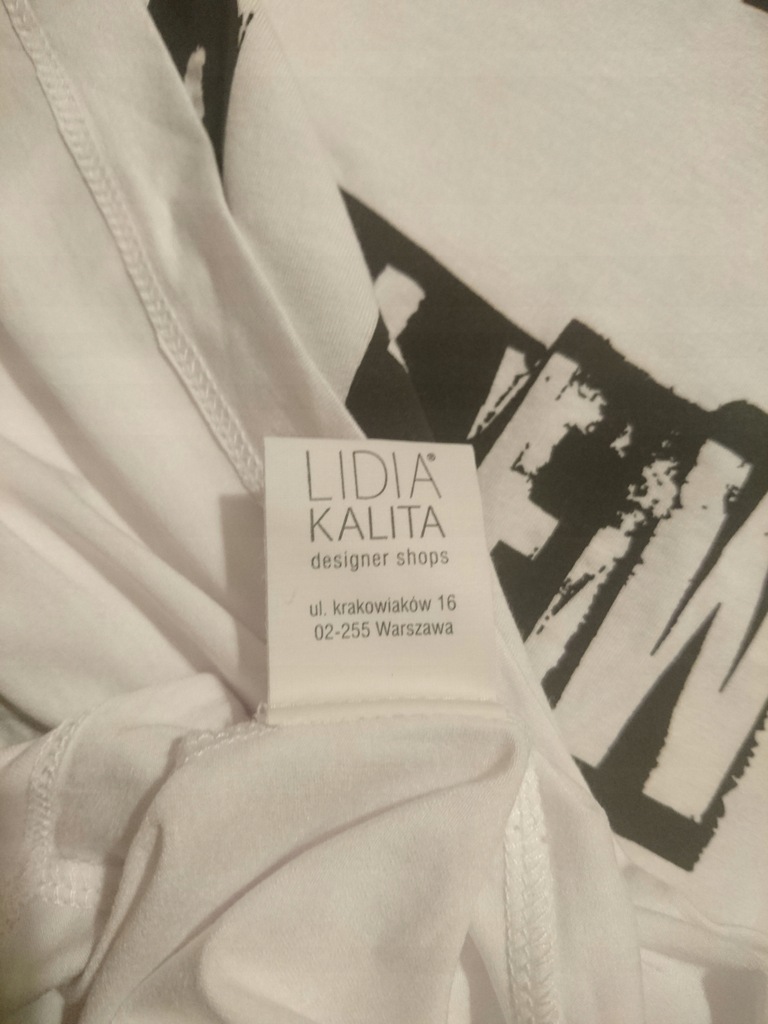 LIDIA®
KALITA
designer shops
ul. krakowiaków 16
02-255 Warszawa